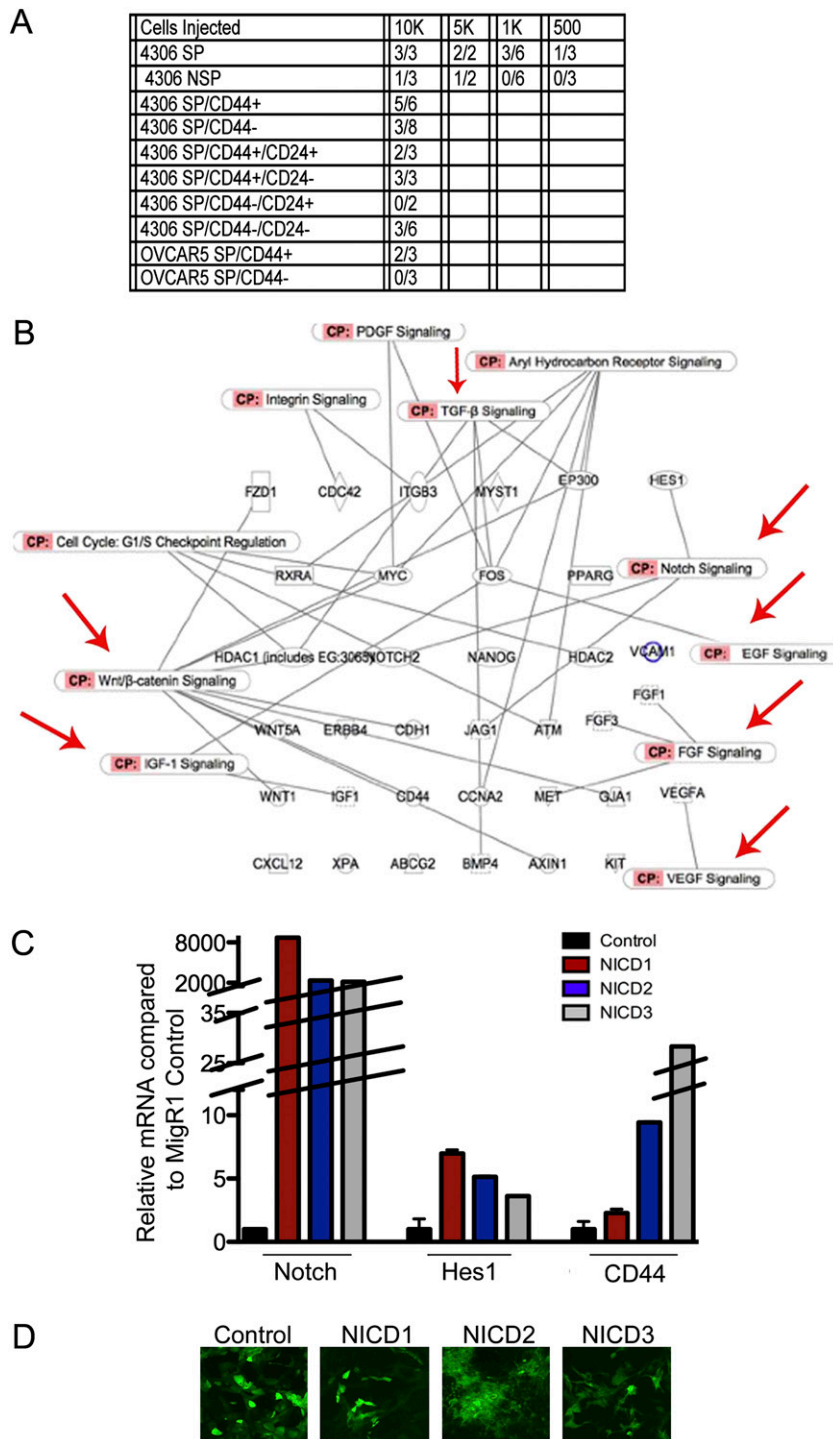 A
Cells Injected 10K 5K 1K 500
4306 SP 3/3 2/2 3/6 1/3
4306 NSP 1/3 1/2 0/6 0/3
4306 SP/CD44+ 5/6
4306 SP/CD44- 3/8
4306 SP/CD44+/CD24+ 2/3
4306 SP/CD44+/CD24- 3/3
4306 SP/CD44-/CD24+ 0/2
4306 SP/CD44-/CD24- 3/6
OVCAR5 SP/CD44+ 2/3
OVCAR5 SP/CD44- 0/3
B
CP: PDGF Signaling
CP: Aryl Hydrocarbon Receptor Signaling
CP: Integrin Signaling
CP: TGF-β Signaling
FZD1 CDC42 ITGB3 MYST1 EP300 HES1
CP: Cell Cycle: G1/S Checkpoint Regulation
RXRA MYC FOS PPARG CP: Notch Signaling
HDAC1 (includes EG:3065) NOTCH2 NANOG HDAC2 VCAM1 CP: EGF Signaling
CP: Wnt/β-catenin Signaling
FGF1
WNT5A ERBB4 CDH1 JAG1 ATM FGF3
CP: IGF-1 Signaling CP: FGF Signaling
WNT1 IGF1 CD44 CCNA2 MET GJA1 VEGFA
CXCL12 XPA ABCG2 BMP4 AXIN1 KIT CP: VEGF Signaling
C
Relative mRNA compared
to MigR1 Control
8000
2000
35
25
10
5
0
Control
NICD1
NICD2
NICD3
Notch Hes1 CD44
D
Control NICD1 NICD2 NICD3